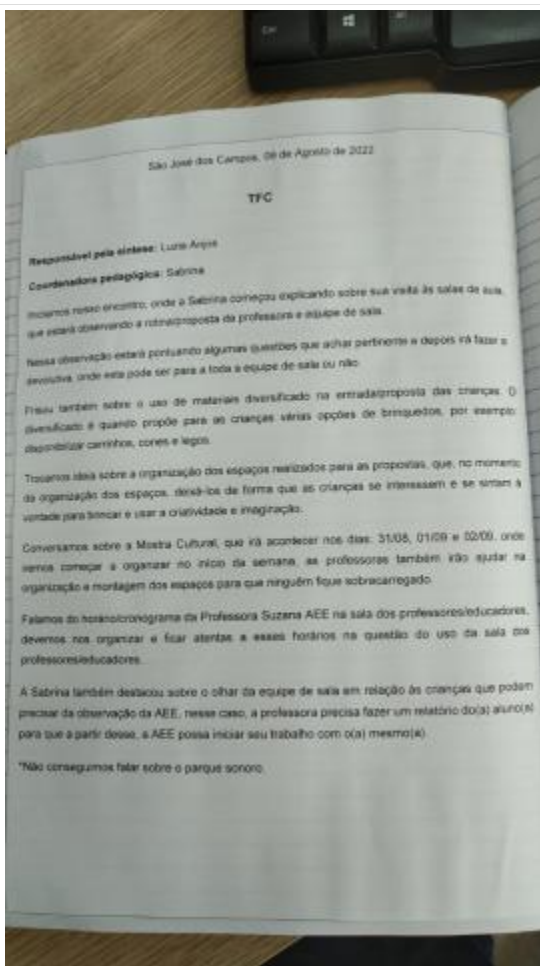 São José dos Campos, 08 de Agosto de 2022
TFC
Responsável pela síntese: Luzia Anjos
Coordenadora pedagógica: Sabrina
Iniciamos nosso encontro, onde a Sabrina começou explicando sobre sua visita às salas de aula,
que estará observando a rotina/proposta da professora e equipe de sala.
Nessa observação estará pontuando algumas questões que achar pertinente e depois irá fazer a
devolutiva, onde esta pode ser para a toda a equipe de sala ou não.
Frisou também sobre o uso de materiais diversificado na entrada/proposta das crianças. O
diversificado é quando propõe para as crianças várias opções de brinquedos, por exemplo:
disponibilizar carrinhos, cones e legos.
Trocamos ideia sobre a organização dos espaços realizados para as propostas, que, no momento
da organização dos espaços, deixá-los de forma que as crianças se interessem e se sintam à
vontade para brincar e usar a criatividade e imaginação.
Conversamos sobre a Mostra Cultural, que irá acontecer nos dias: 31/08, 01/09 e 02/09, onde
vamos começar a organizar no início da semana, as professoras também irão ajudar na
organização e montagem dos espaços para que ninguém fique sobrecarregado.
Falamos do horário/cronograma da Professora Suzana AEE na sala dos professores/educadores,
devemos nos organizar e ficar atentas a esses horários na questão do uso da sala dos
professores/educadores.
A Sabrina também destacou sobre o olhar da equipe de sala em relação às crianças que podem
precisar da observação da AEE, nesse caso, a professora precisa fazer um relatório do(s) aluno(s)
para que a partir desse, a AEE possa iniciar seu trabalho com o(a) mesmo(a).
*Não conseguimos falar sobre o parque sonoro.